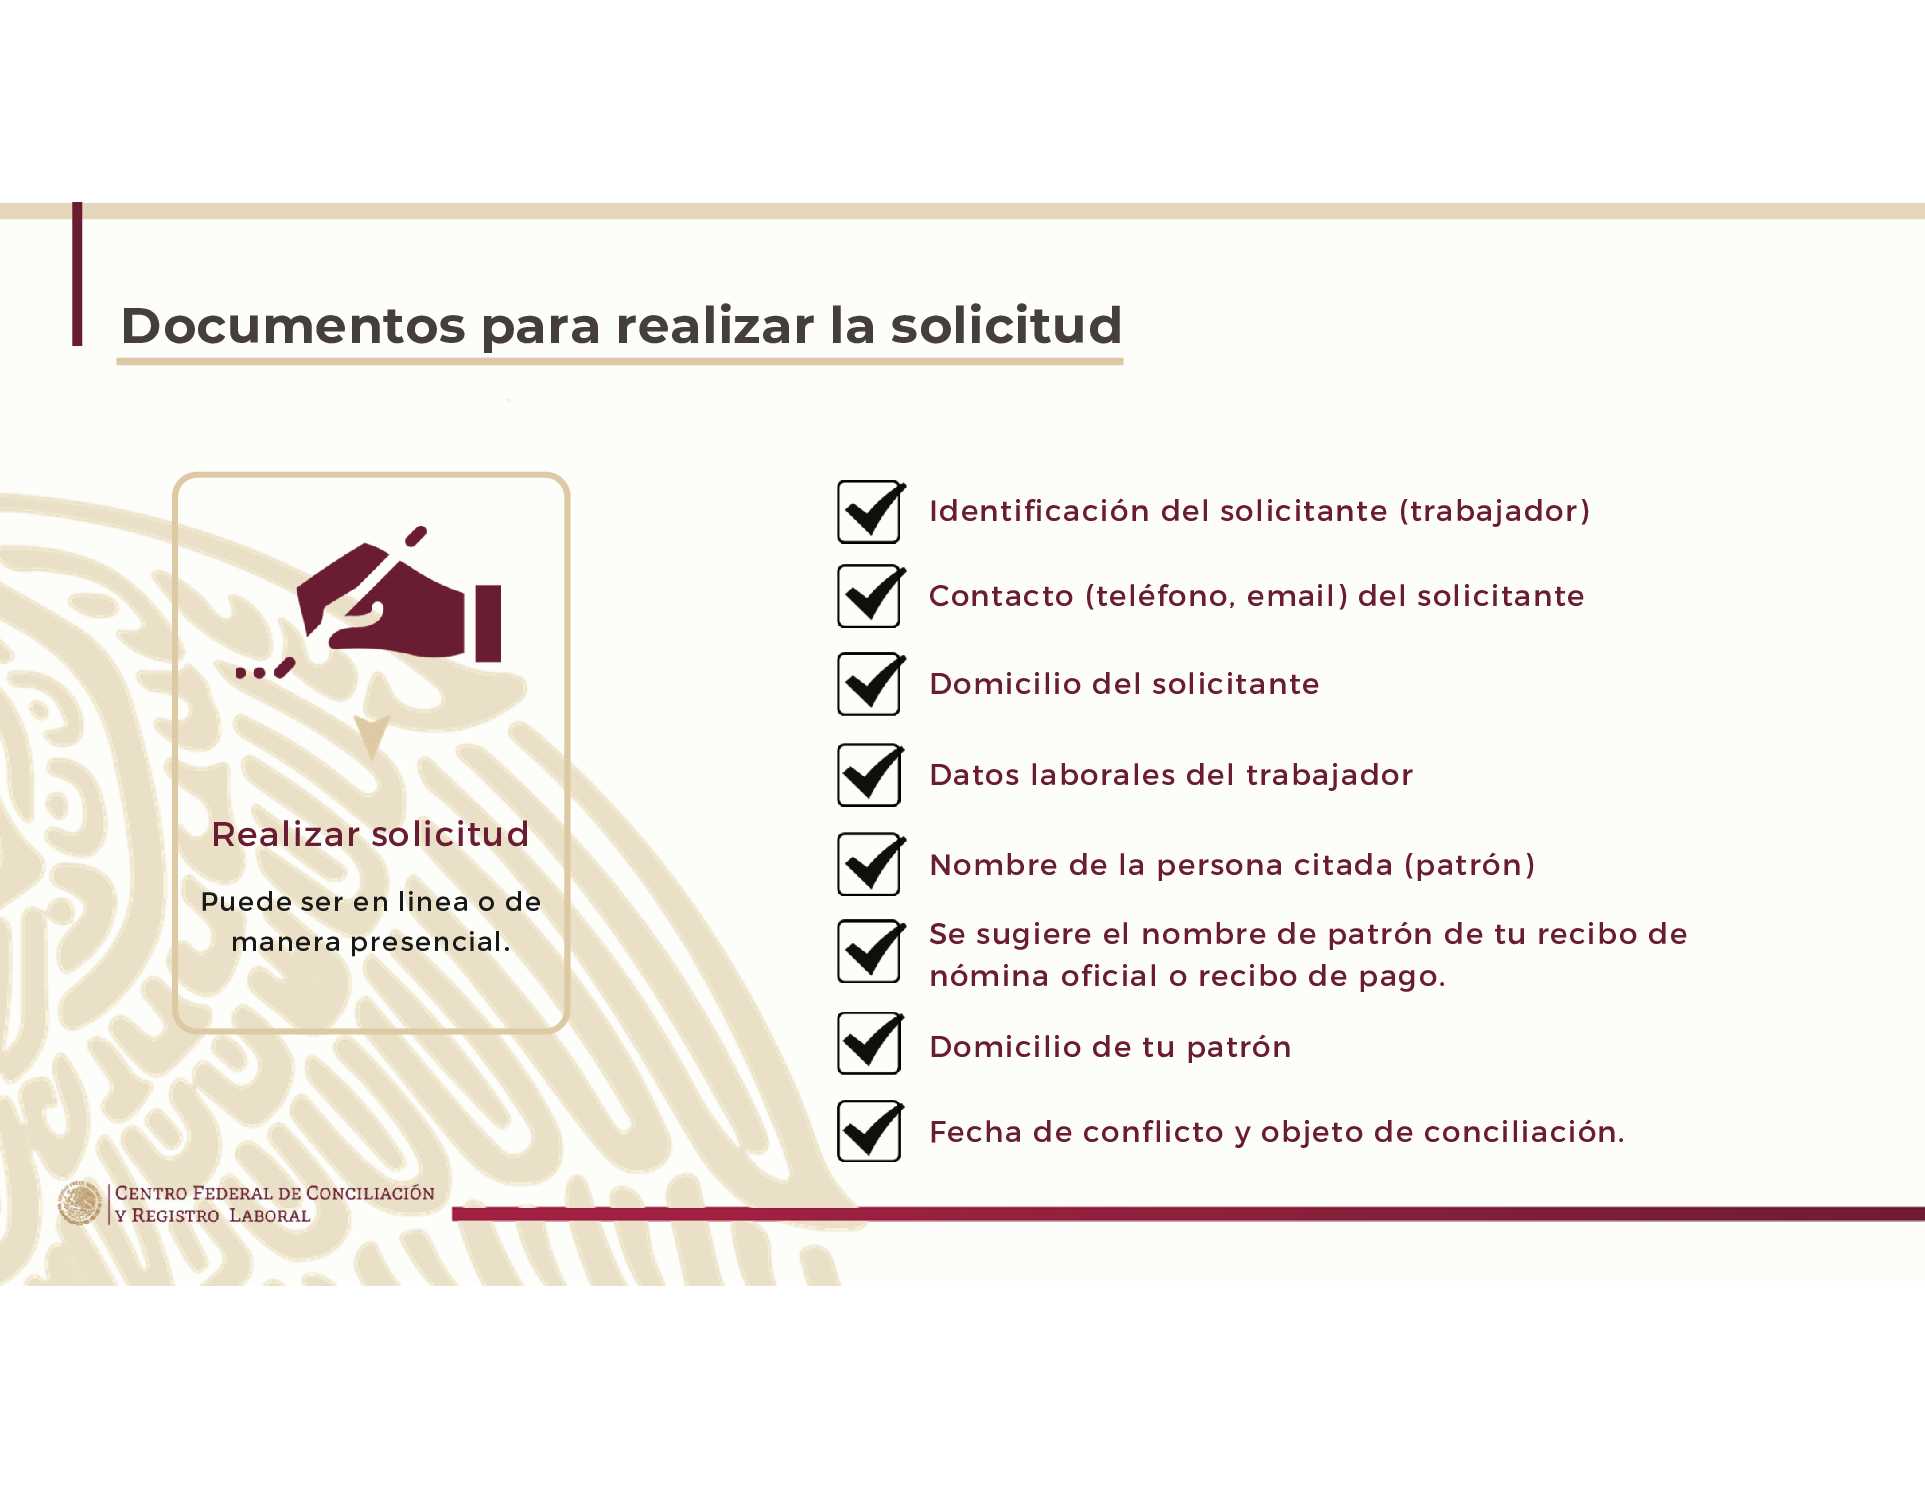 Documentos para realizar la solicitud
Realizar solicitud
Puede ser en linea o de
manera presencial.
Identificación del solicitante (trabajador)
Contacto (teléfono, email) del solicitante
Domicilio del solicitante
Datos laborales del trabajador
Nombre de la persona citada (patrón)
Se sugiere el nombre de patrón de tu recibo de
nómina oficial o recibo de pago.
Domicilio de tu patrón
Fecha de conflicto y objeto de conciliación.
CENTRO FEDERAL DE CONCILIACIÓN
Y REGISTRO LABORAL